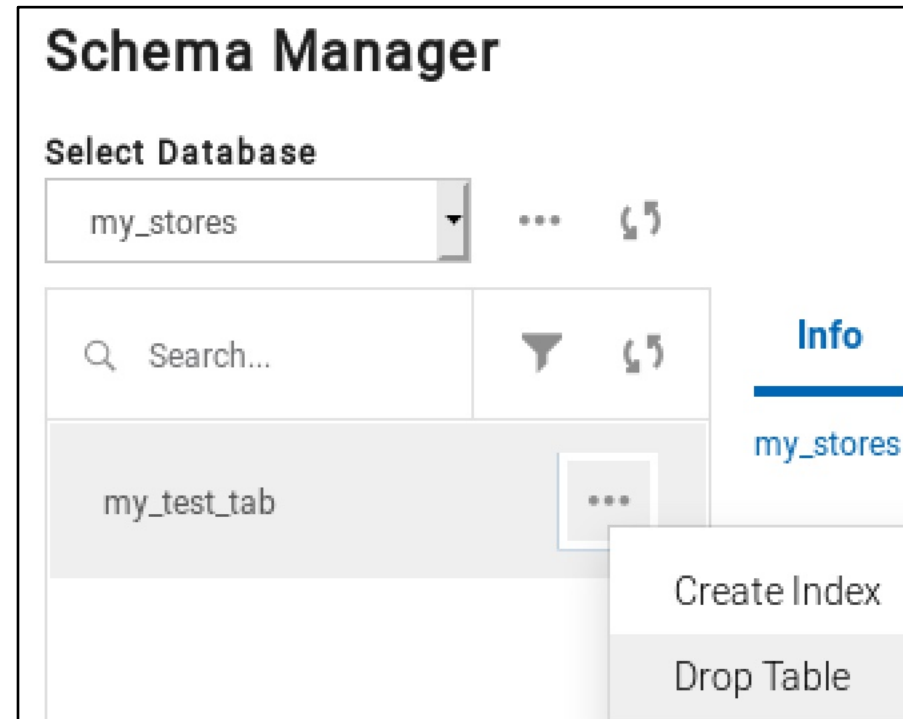 Schema Manager
Select Database
my_stores
Search...
Info
my_stores
my_test_tab
Create Index
Drop Table